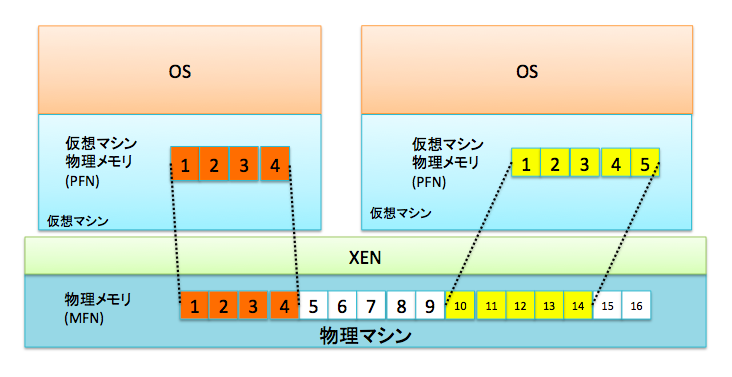 OS
仮想マシン
物理メモリ
(PFN)
1 2 3 4
仮想マシン
OS
仮想マシン
物理メモリ
(PFN)
1 2 3 4 5
仮想マシン
XEN
物理メモリ
(MFN)
1 2 3 4 5 6 7 8 9 10 11 12 13 14 15 16
物理マシン